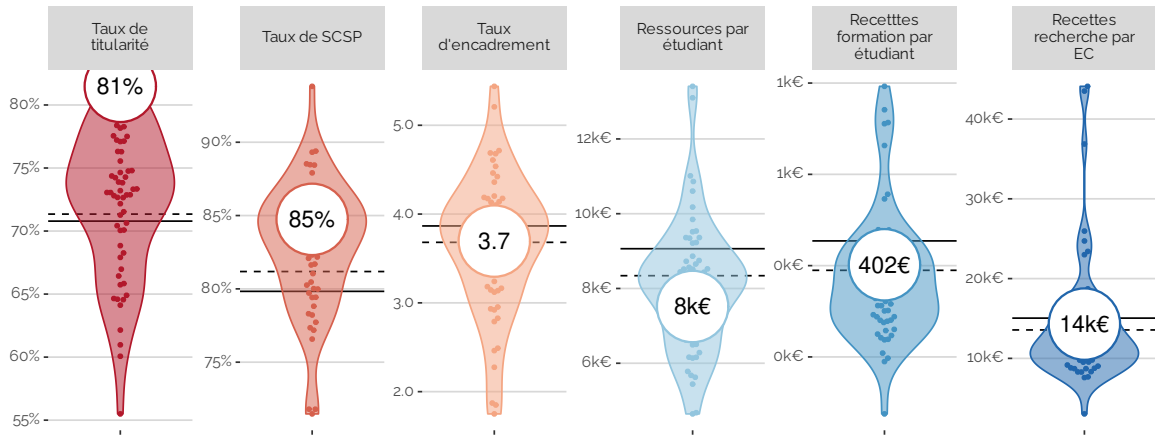 Taux de
titularité
Taux de SCSP
Taux
d'encadrement
Ressources par
étudiant
Recetttes
formation par
étudiant
Recettes
recherche par
EC
81%
80%
75%
70%
65%
60%
55%
90%
85%
80%
75%
85%
5.0
4.0
3.0
2.0
3.7
12k€
10k€
8k€
6k€
8k€
1k€
1k€
0k€
0k€
402€
40k€
30k€
20k€
10k€
14k€